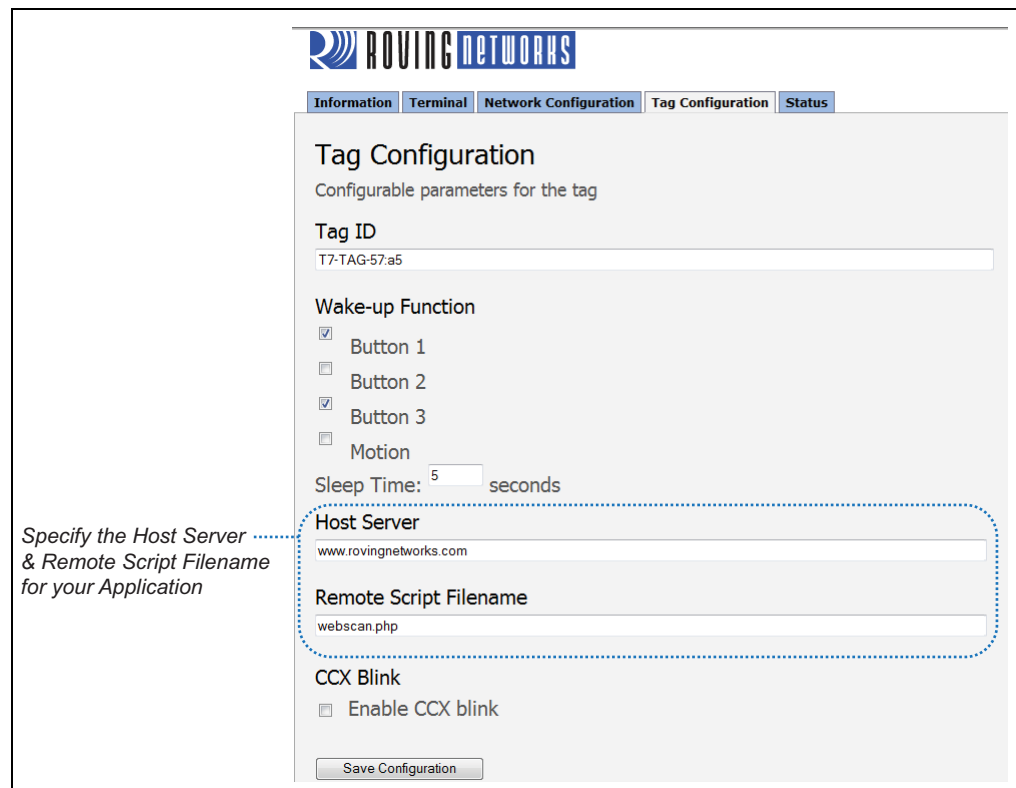 ROVING NETWORKS
Information Terminal Network Configuration Tag Configuration Status
Tag Configuration
Configurable parameters for the tag
Tag ID
T7-TAG-57:a5
Wake-up Function
Button 1
Button 2
Button 3
Motion
Sleep Time: 5 seconds
Specify the Host Server
& Remote Script Filename
for your Application
Host Server
www.rovingnetworks.com
Remote Script Filename
webscan.php
CCX Blink
Enable CCX blink
Save Configuration